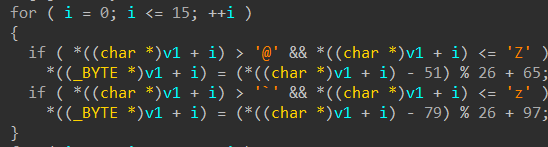 for ( i = 0; i <= 15; ++i )
{
  if ( *((char *)v1 + i) > '@' && *((char *)v1 + i) <= 'Z' )
    *((_BYTE *)v1 + i) = (*((char *)v1 + i) - 51) % 26 + 65;
  if ( *((char *)v1 + i) > '`' && *((char *)v1 + i) <= 'z' )
    *((_BYTE *)v1 + i) = (*((char *)v1 + i) - 79) % 26 + 97;
}